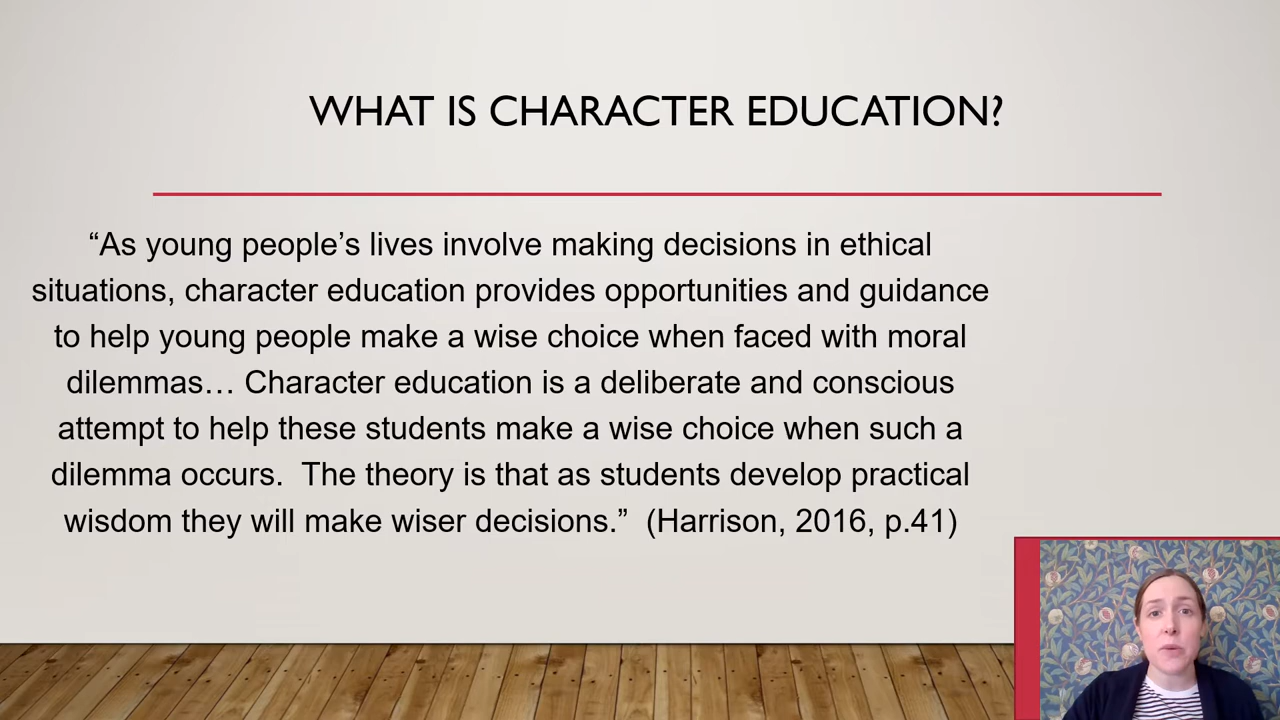 WHAT IS CHARACTER EDUCATION?
“As young people’s lives involve making decisions in ethical
situations, character education provides opportunities and guidance
to help young people make a wise choice when faced with moral
dilemmas… Character education is a deliberate and conscious
attempt to help these students make a wise choice when such a
dilemma occurs.  The theory is that as students develop practical
wisdom they will make wiser decisions.”  (Harrison, 2016, p.41)